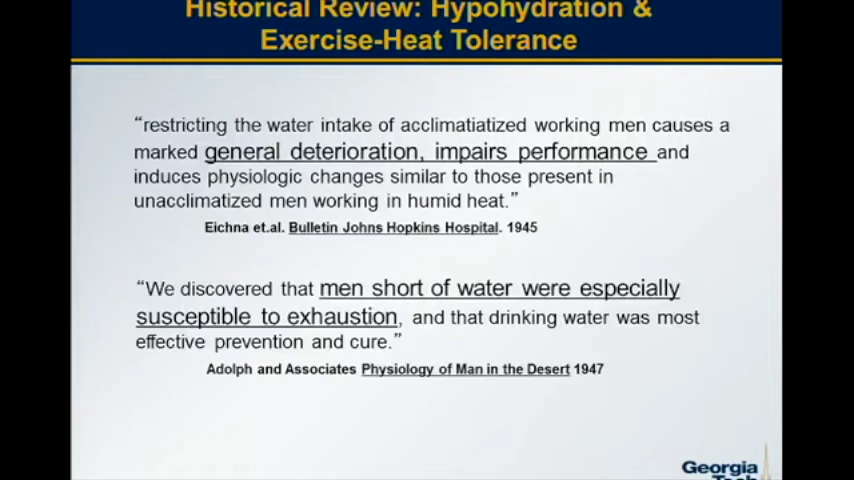 Historical Review: Hypohydration &
Exercise-Heat Tolerance
“restricting the water intake of acclimatiatized working men causes a
marked general deterioration, impairs performance and
induces physiologic changes similar to those present in
unacclimatized men working in humid heat.”
Eichna et.al. Bulletin Johns Hopkins Hospital. 1945
“We discovered that men short of water were especially
susceptible to exhaustion, and that drinking water was most
effective prevention and cure.”
Adolph and Associates Physiology of Man in the Desert 1947
Georgia
Tech